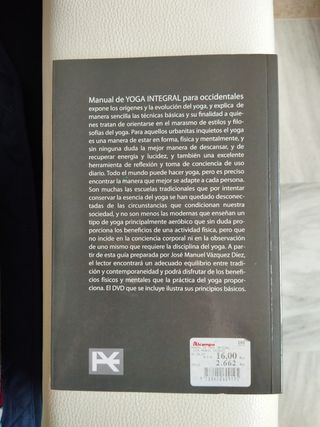 Manual de YOGA INTEGRAL para occidentales
expone los orígenes y la evolución del yoga, y explica de
manera sencilla las técnicas básicas y su finalidad a quie-
nes tratan de orientarse en el marasmo de estilos y filo-
sofías del yoga. Para aquellos urbanitas inquietos el yoga
es una manera de estar en forma, física y mentalmente, y
sin ninguna duda la mejor manera de descansar, y de
recuperar energía y lucidez, y también una excelente
herramienta de reflexión y toma de conciencia de uso
diario. Todo el mundo puede hacer yoga, pero es preciso
encontrar la manera que mejor se adapte a cada persona.
Son muchas las escuelas tradicionales que por intentar
conservar la esencia del yoga se han quedado desconec-
tadas de las circunstancias que condicionan nuestra
sociedad, y no son menos las modernas que enseñan un
tipo de yoga principalmente aeróbico que sin duda pro-
porciona los beneficios de una actividad física, pero que
no incide en la conciencia corporal ni en la observación
de uno mismo que requiere la disciplina del yoga. A par-
tir de esta guía preparada por José Manuel Vázquez Díez,
el lector encontrará un adecuado equilibrio entre tradi-
ción y contemporaneidad y podrá disfrutar de los benefi-
cios físicos y mentales que la práctica del yoga propor-
ciona. El DVD que se incluye ilustra sus principios básicos.
Alcampo
16,00
2.662